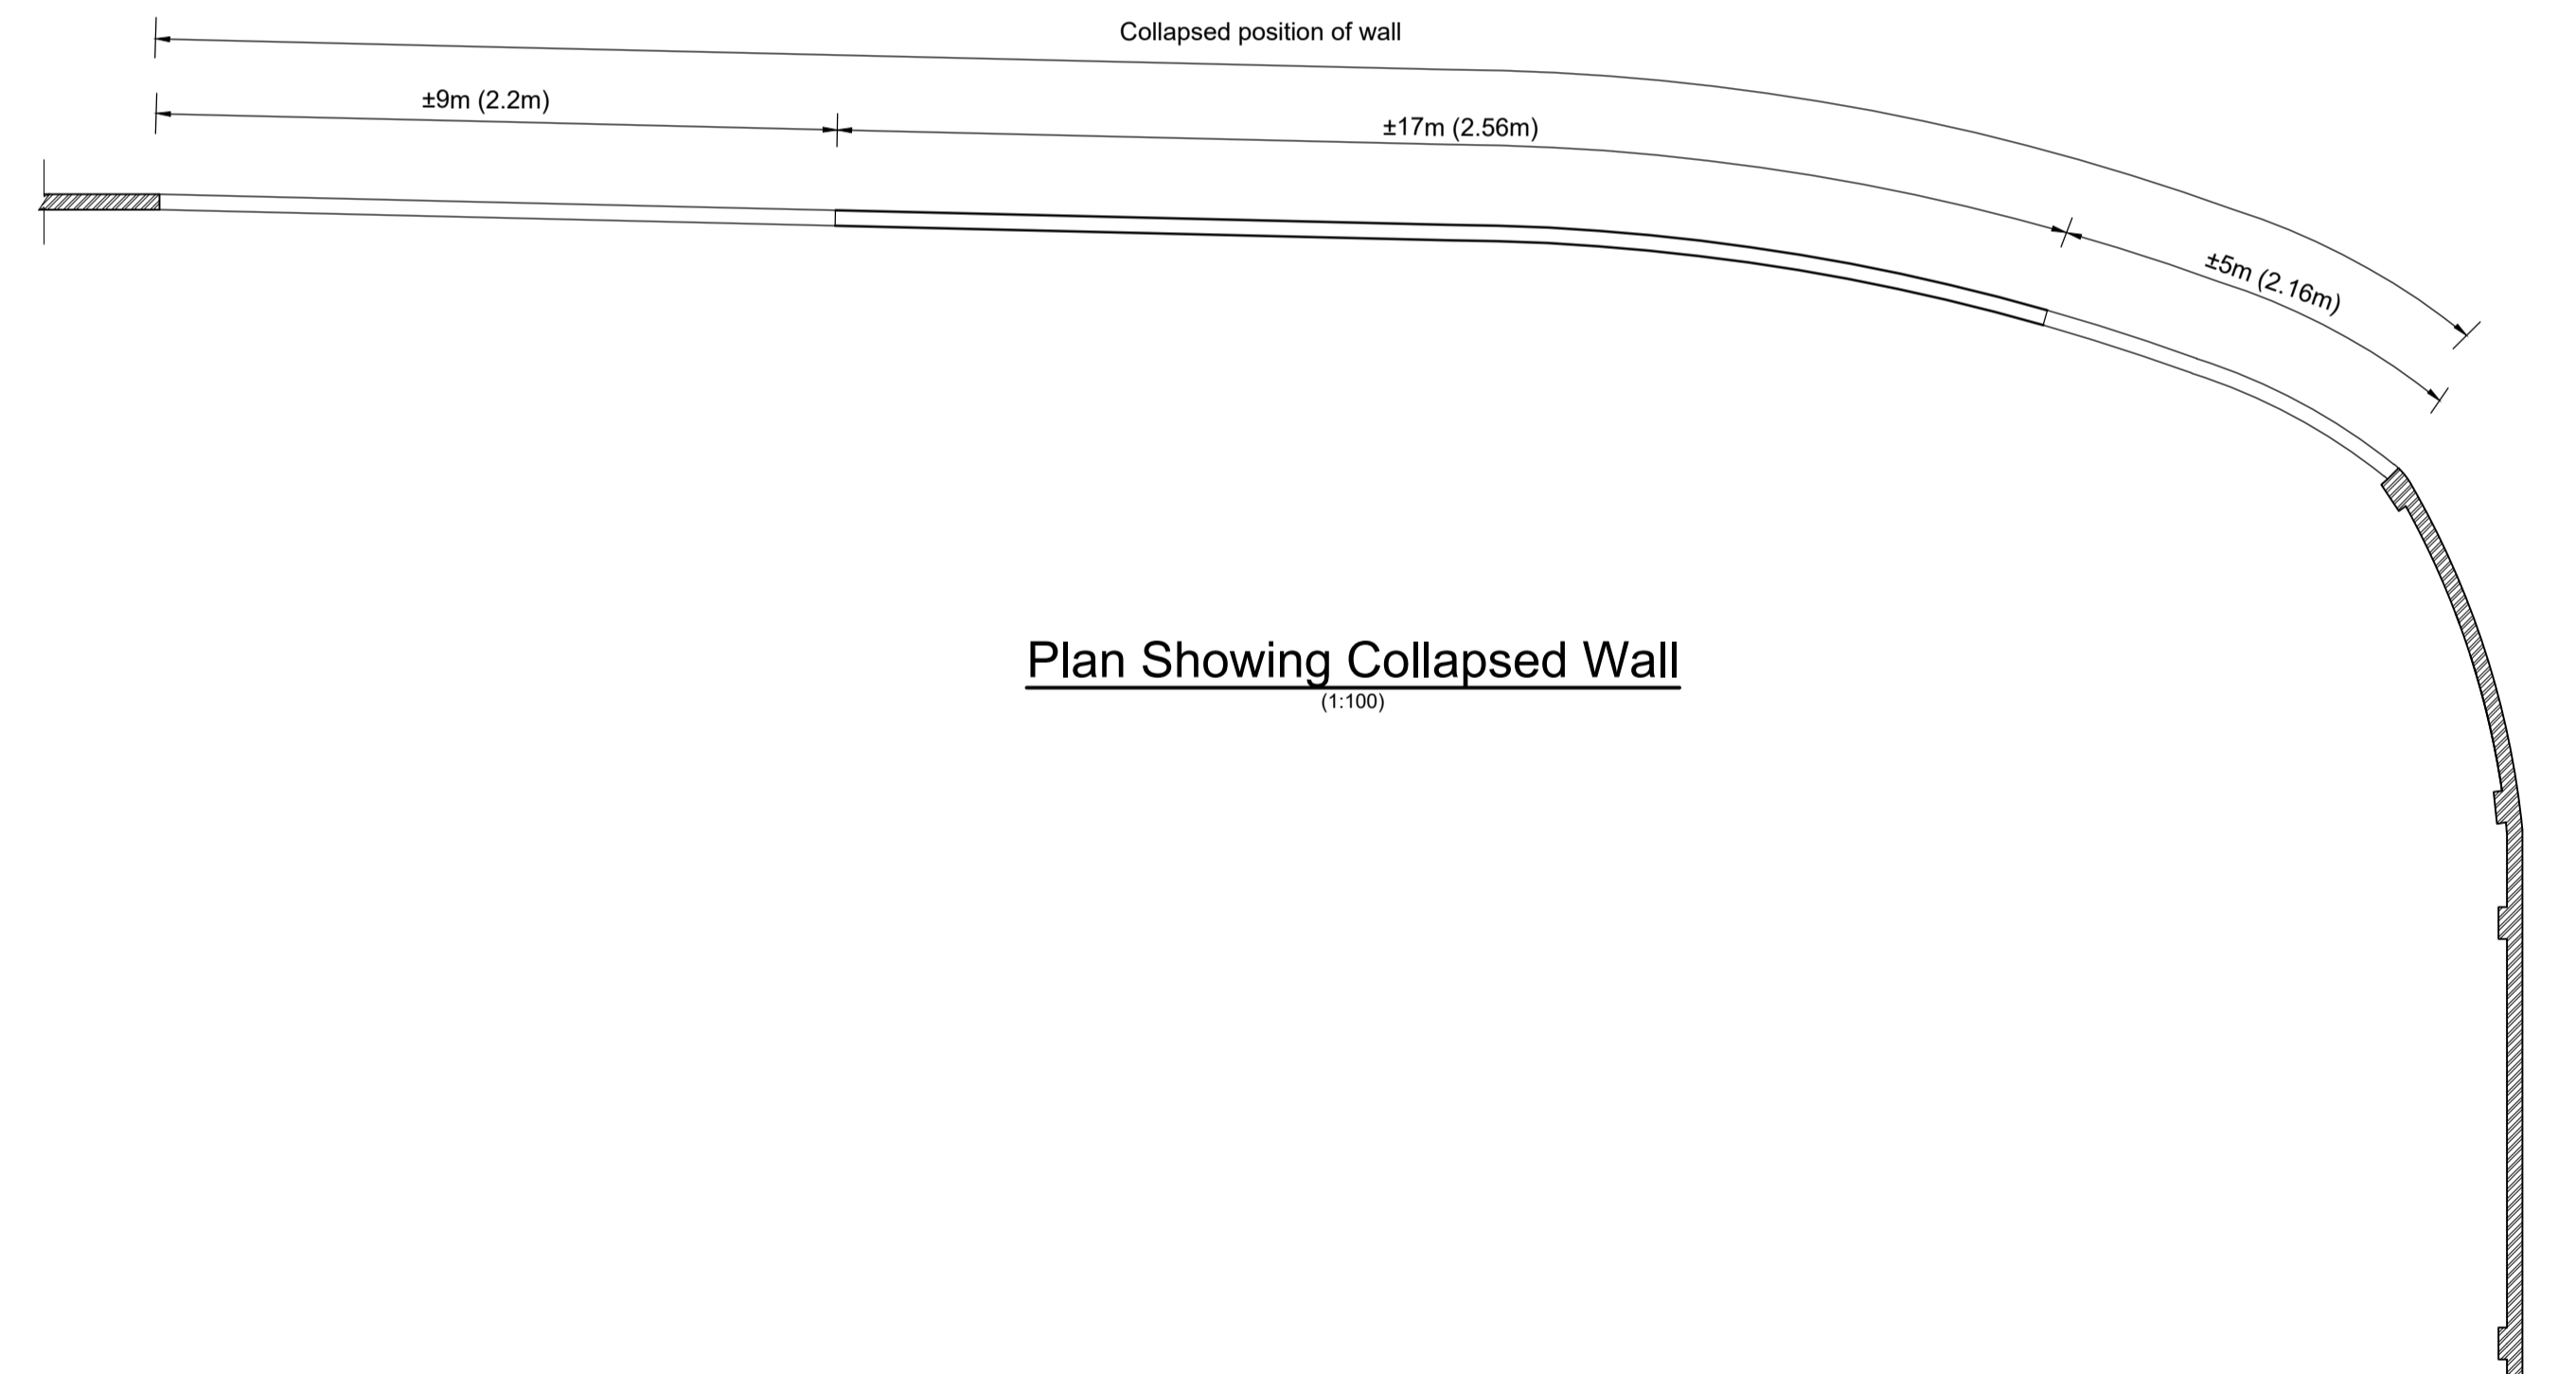 Collapsed position of wall
±9m (2.2m)
±17m (2.56m)
±5m (2.16m)
Plan Showing Collapsed Wall
(1:100)